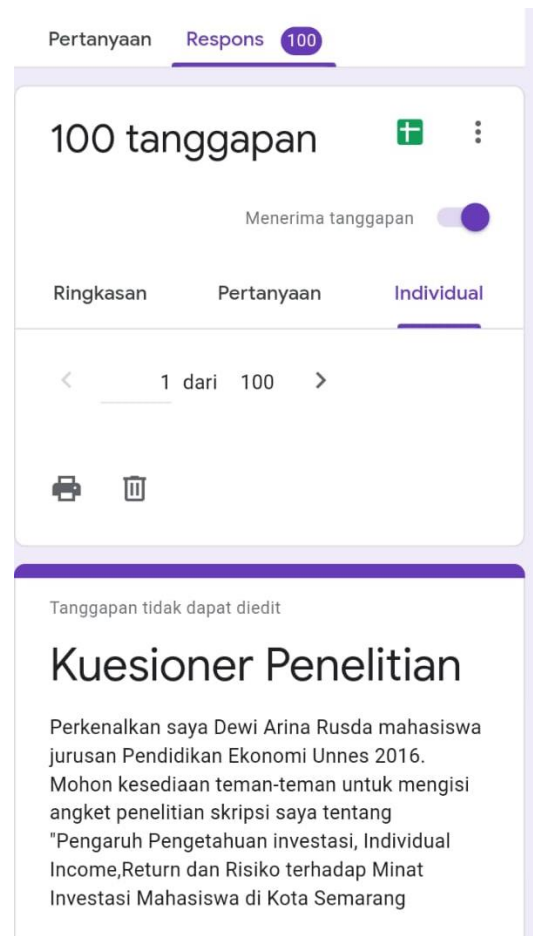 Pertanyaan Respons 100
100 tanggapan
Menerima tanggapan
Ringkasan Pertanyaan Individual
1 dari 100
Tanggapan tidak dapat diedit
Kuesioner Penelitian
Perkenalkan saya Dewi Arina Rusda mahasiswa
jurusan Pendidikan Ekonomi Unnes 2016.
Mohon kesediaan teman-teman untuk mengisi
angket penelitian skripsi saya tentang
"Pengaruh Pengetahuan investasi, Individual
Income,Return dan Risiko terhadap Minat
Investasi Mahasiswa di Kota Semarang